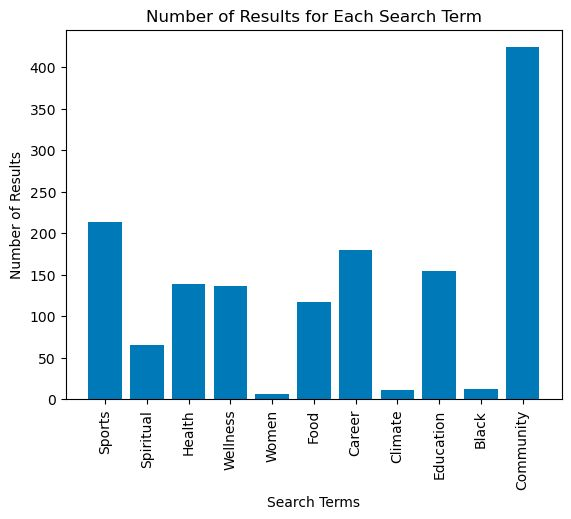 Number of Results for Each Search Term
Number of Results
400
350
300
250
200
150
100
50
0
Sports
Spiritual
Health
Wellness
Women
Food
Career
Climate
Education
Black
Community
Search Terms